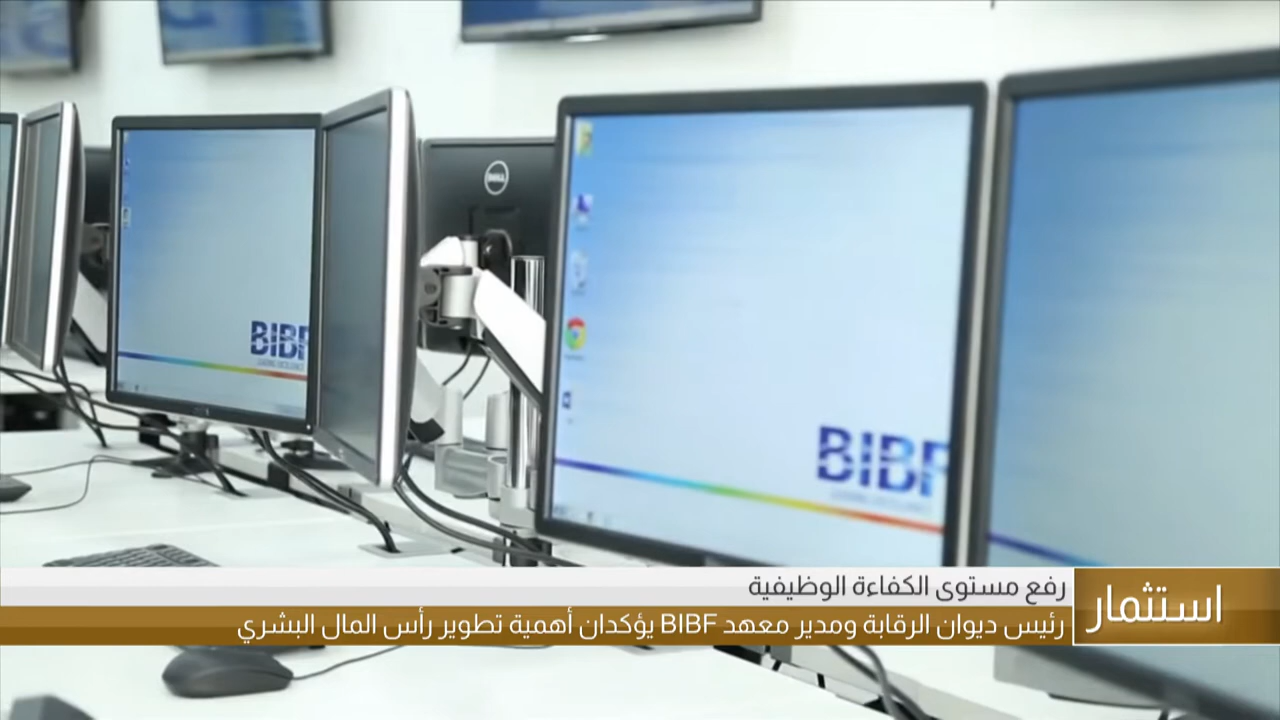 DELL
BIBF
BIBF
رفع مستوى الكفاءة الوظيفية
استثمار
رئيس ديوان الرقابة ومدير معهد BIBF يؤكدان أهمية تطوير رأس المال البشري